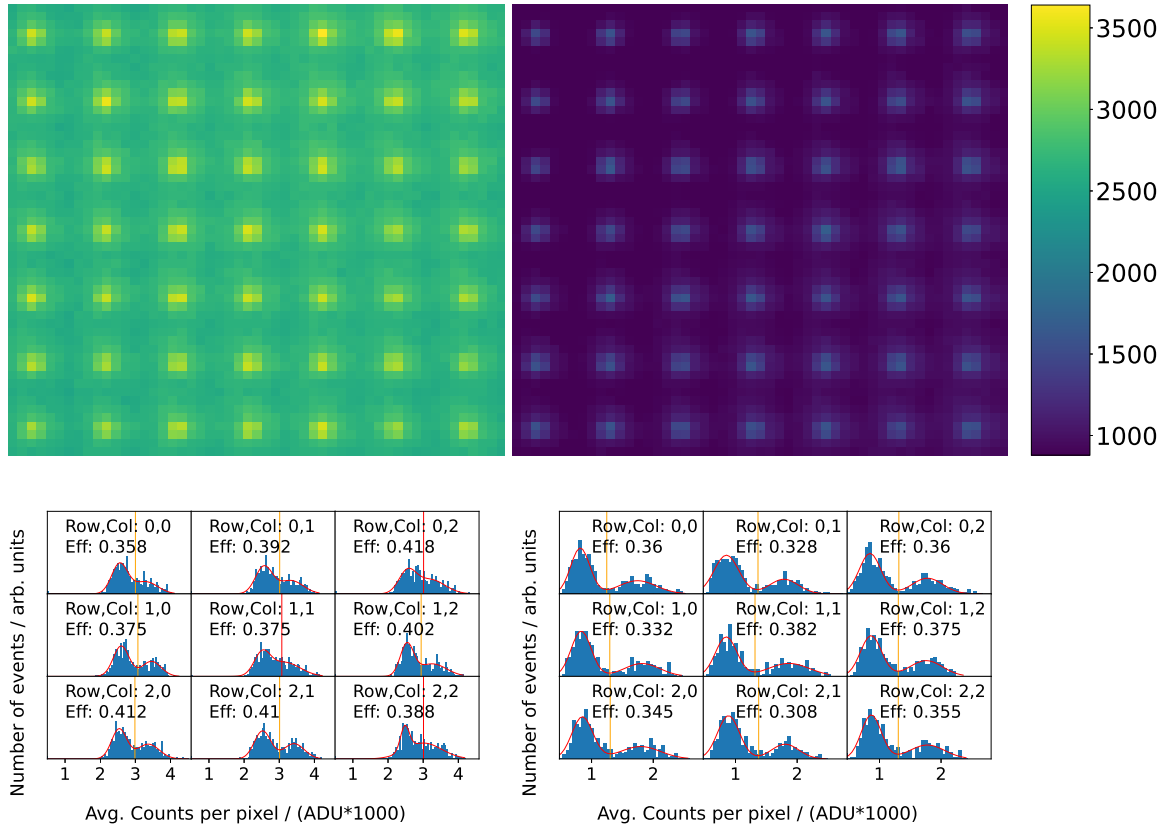 3500
3000
2500
2000
1500
1000
Number of events / arb. units
Row,Col: 0,0
Eff: 0.358
Row,Col: 0,1
Eff: 0.392
Row,Col: 0,2
Eff: 0.418
Row,Col: 1,0
Eff: 0.375
Row,Col: 1,1
Eff: 0.375
Row,Col: 1,2
Eff: 0.402
Row,Col: 2,0
Eff: 0.412
Row,Col: 2,1
Eff: 0.41
Row,Col: 2,2
Eff: 0.388
1 2 3 4 1 2 3 4 1 2 3 4
Avg. Counts per pixel / (ADU*1000)
Number of events / arb. units
Row,Col: 0,0
Eff: 0.36
Row,Col: 0,1
Eff: 0.328
Row,Col: 0,2
Eff: 0.36
Row,Col: 1,0
Eff: 0.332
Row,Col: 1,1
Eff: 0.382
Row,Col: 1,2
Eff: 0.375
Row,Col: 2,0
Eff: 0.345
Row,Col: 2,1
Eff: 0.308
Row,Col: 2,2
Eff: 0.355
1 2 1 2 1 2
Avg. Counts per pixel / (ADU*1000)